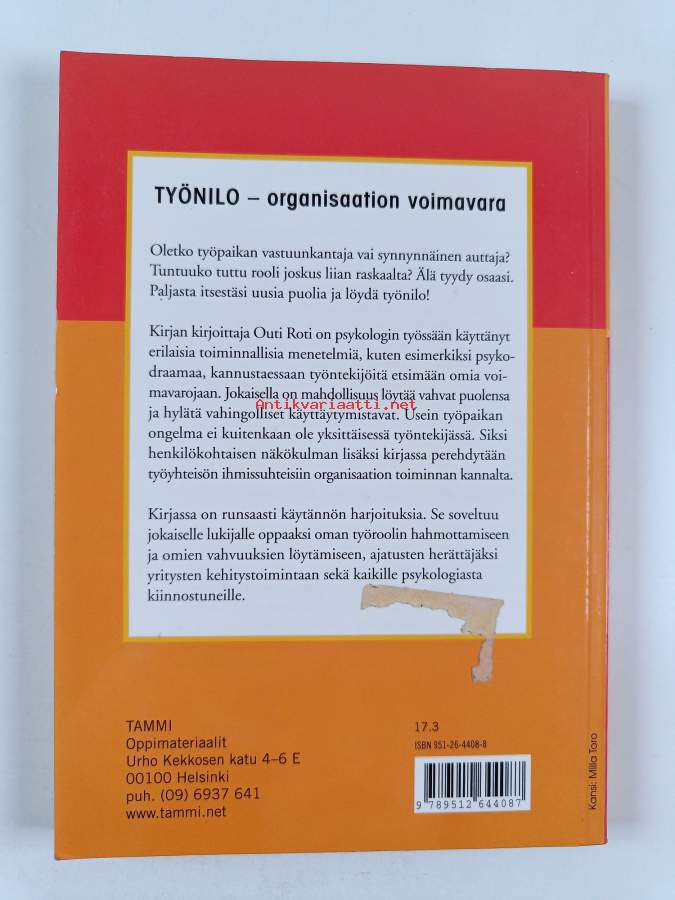 TYÖNILO – organisaation voimavara
Oletko työpaikan vastuunkantaja vai synnynnäinen auttaja?
Tuntuuko tuttu rooli joskus liian raskaalta? Älä tyydy osaasi.
Paljasta itsestäsi uusia puolia ja löydä työnilo!
Kirjan kirjoittaja Outi Roti on psykologin työssään käyttänyt
erilaisia toiminnallisia menetelmiä, kuten esimerkiksi psyko-
draamaa, kannustaessaan työntekijöitä etsimään omia voi-
mavarojaan. Jokaisella on mahdollisuus löytää vahvat puolensa
Antikvariaatti.net
ja hylätä vahingolliset käyttäytymistavat. Usein työpaikan
ongelma ei kuitenkaan ole yksittäisessä työntekijässä. Siksi
henkilökohtaisen näkökulman lisäksi kirjassa perehdytään
työyhteisön ihmissuhteisiin organisaation toiminnan kannalta.
Kirjassa on runsaasti käytännön harjoituksia. Se soveltuu
jokaiselle lukijalle oppaaksi oman työroolin hahmottamiseen
ja omien vahvuuksien löytämiseen, ajatusten herättäjäksi
yritysten kehitystoimintaan sekä kaikille psykologiasta
kiinnostuneille.
TAMMI
Oppimateriaalit
Urho Kekkosen katu 4–6 E
00100 Helsinki
puh. (09) 6937 641
www.tammi.net
17.3
ISBN 951-26-4408-8
9 789512 644087
Kansi: Milla Toro